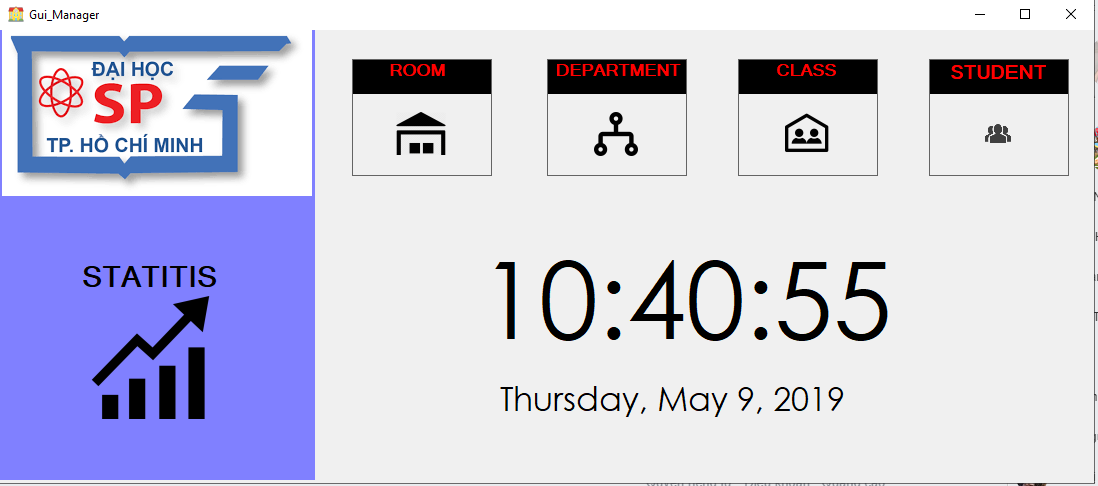 Gui_Manager
ĐẠI HỌC
SP
TP. HỒ CHÍ MINH
ROOM
DEPARTMENT
CLASS
STUDENT
STATITIS
10:40:55
Thursday, May 9, 2019